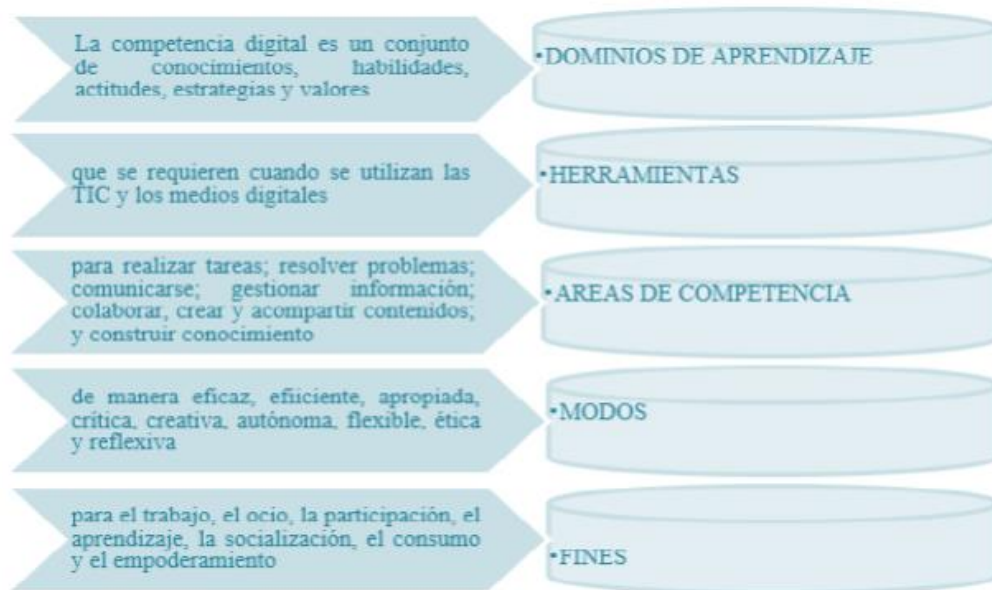 La competencia digital es un conjunto
de conocimientos, habilidades,
actitudes, estrategias y valores
•DOMINIOS DE APRENDIZAJE
que se requieren cuando se utilizan las
TIC y los medios digitales
•HERRAMIENTAS
para realizar tareas; resolver problemas;
comunicarse; gestionar información;
colaborar, crear y acompartir contenidos;
y construir conocimiento
•AREAS DE COMPETENCIA
de manera eficaz, efiiciente, apropiada,
crítica, creativa, autónoma, flexible, ética
y reflexiva
•MODOS
para el trabajo, el ocio, la participación, el
aprendizaje, la socialización, el consumo
y el empoderamiento
•FINES